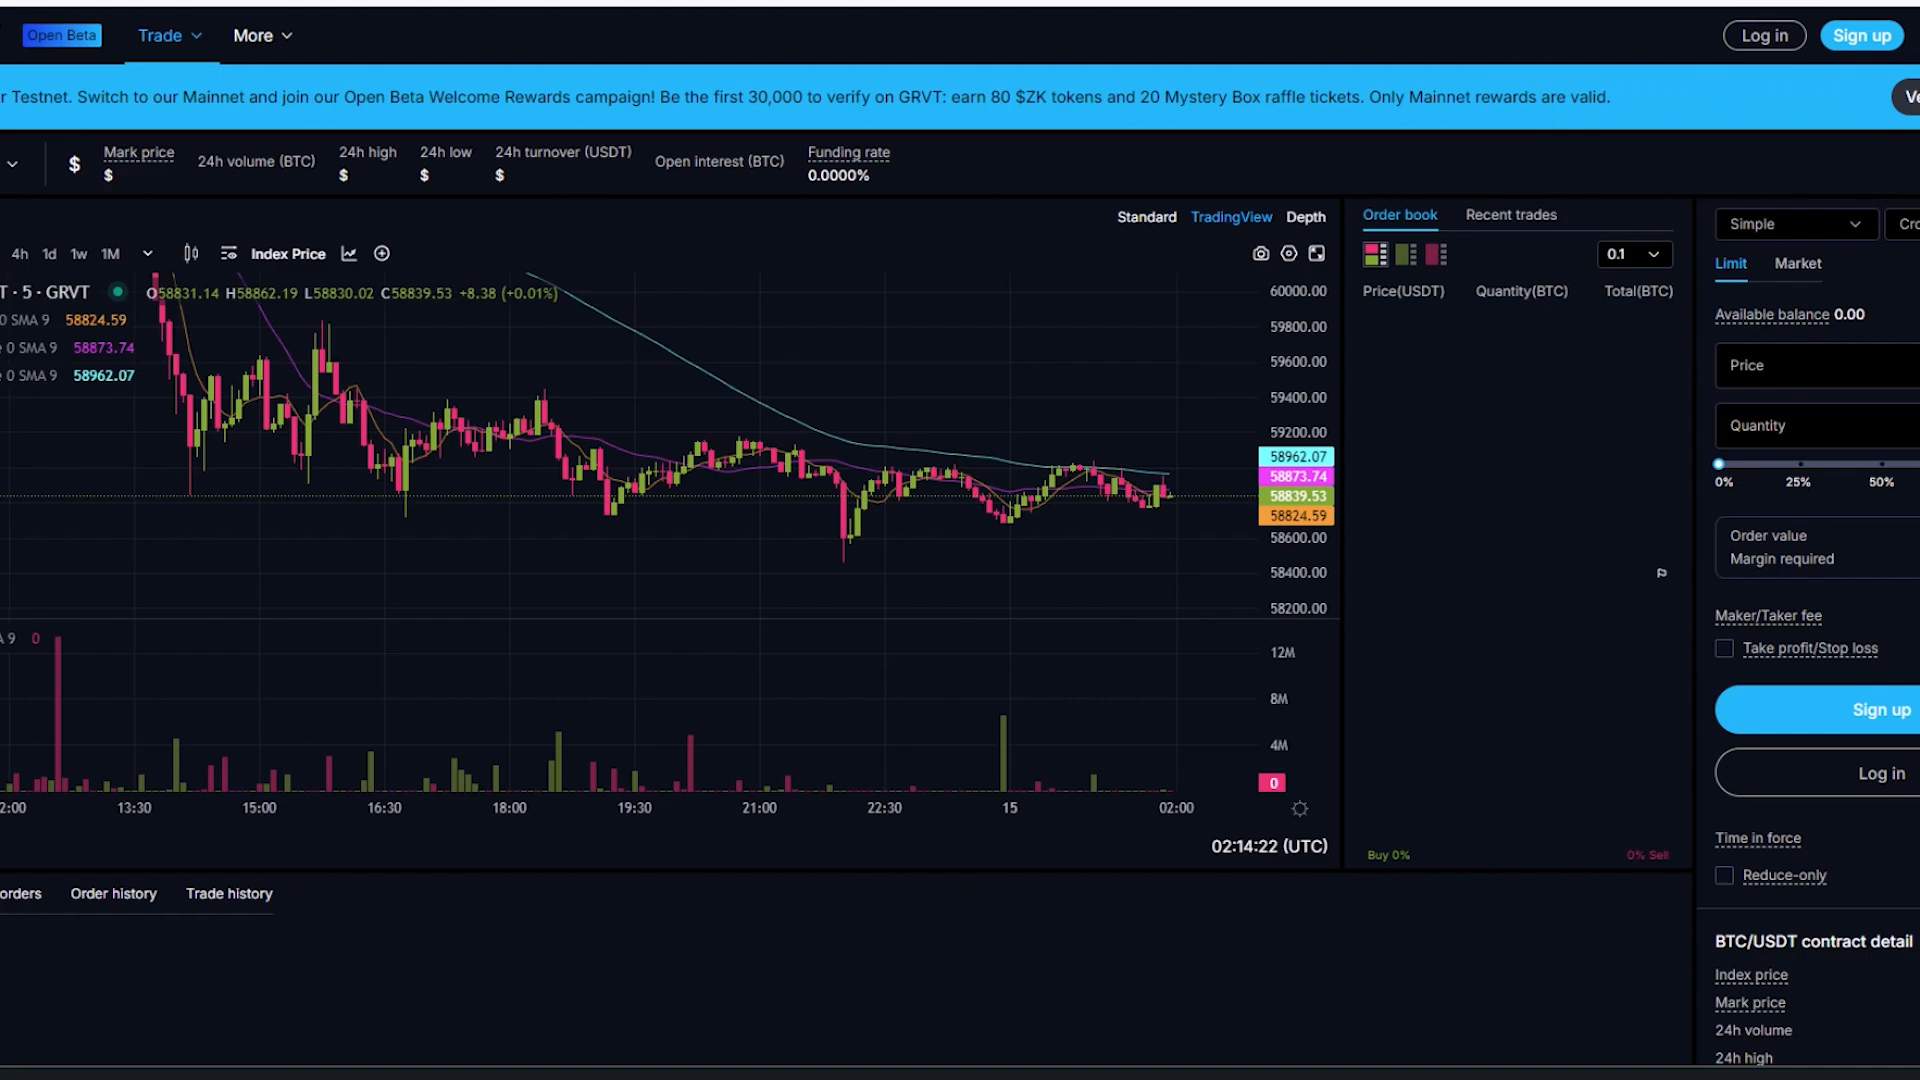 Open Beta Trade More Log in Sign up
r Testnet. Switch to our Mainnet and join our Open Beta Welcome Rewards campaign! Be the first 30,000 to verify on GRVT: earn 80 $ZK tokens and 20 Mystery Box raffle tickets. Only Mainnet rewards are valid. Ve
$ Mark price 24h volume (BTC) 24h high 24h low 24h turnover (USDT) Open interest (BTC) Funding rate
$ $ $ $ 0.0000%
Standard TradingView Depth
4h 1d 1w 1M Index Price
T · 5 · GRVT O58831.14 H58862.19 L58830.02 C58839.53 +8.38 (+0.01%)
0 SMA 9 58824.59
e 0 SMA 9 58873.74
e 0 SMA 9 58962.07
60000.00
59800.00
59600.00
59400.00
59200.00
58962.07
58873.74
58839.53
58824.59
58600.00
58400.00
58200.00
A 9 0
12M
8M
4M
0
2:00 13:30 15:00 16:30 18:00 19:30 21:00 22:30 15 02:00
02:14:22 (UTC)
Order book Recent trades
0.1
Price(USDT) Quantity(BTC) Total(BTC)
Buy 0% 0% Sell
Simple Cro
Limit Market
Available balance 0.00
Price
Quantity
0% 25% 50%
Order value
Margin required
Maker/Taker fee
Take profit/Stop loss
Sign up
Log in
Time in force
Reduce-only
BTC/USDT contract detail
Index price
Mark price
24h volume
24h high
orders Order history Trade history